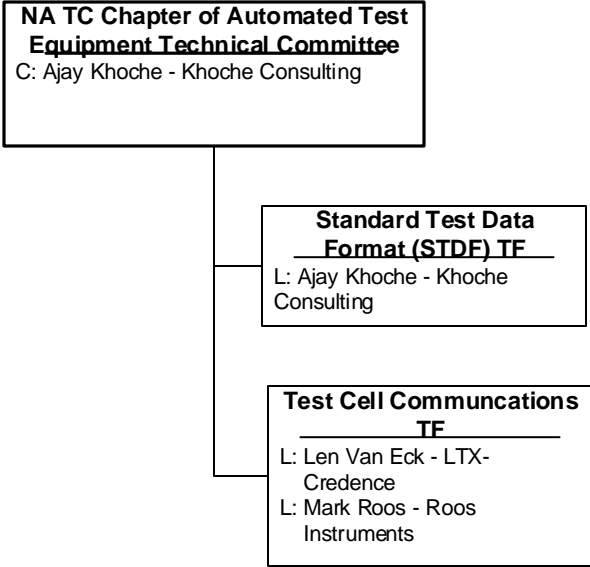 NA TC Chapter of Automated Test
Equipment Technical Committee
C: Ajay Khoche - Khoche Consulting
Standard Test Data
Format (STDF) TF
L: Ajay Khoche - Khoche
Consulting
Test Cell Communcations
TF
L: Len Van Eck - LTX-
Credence
L: Mark Roos - Roos
Instruments